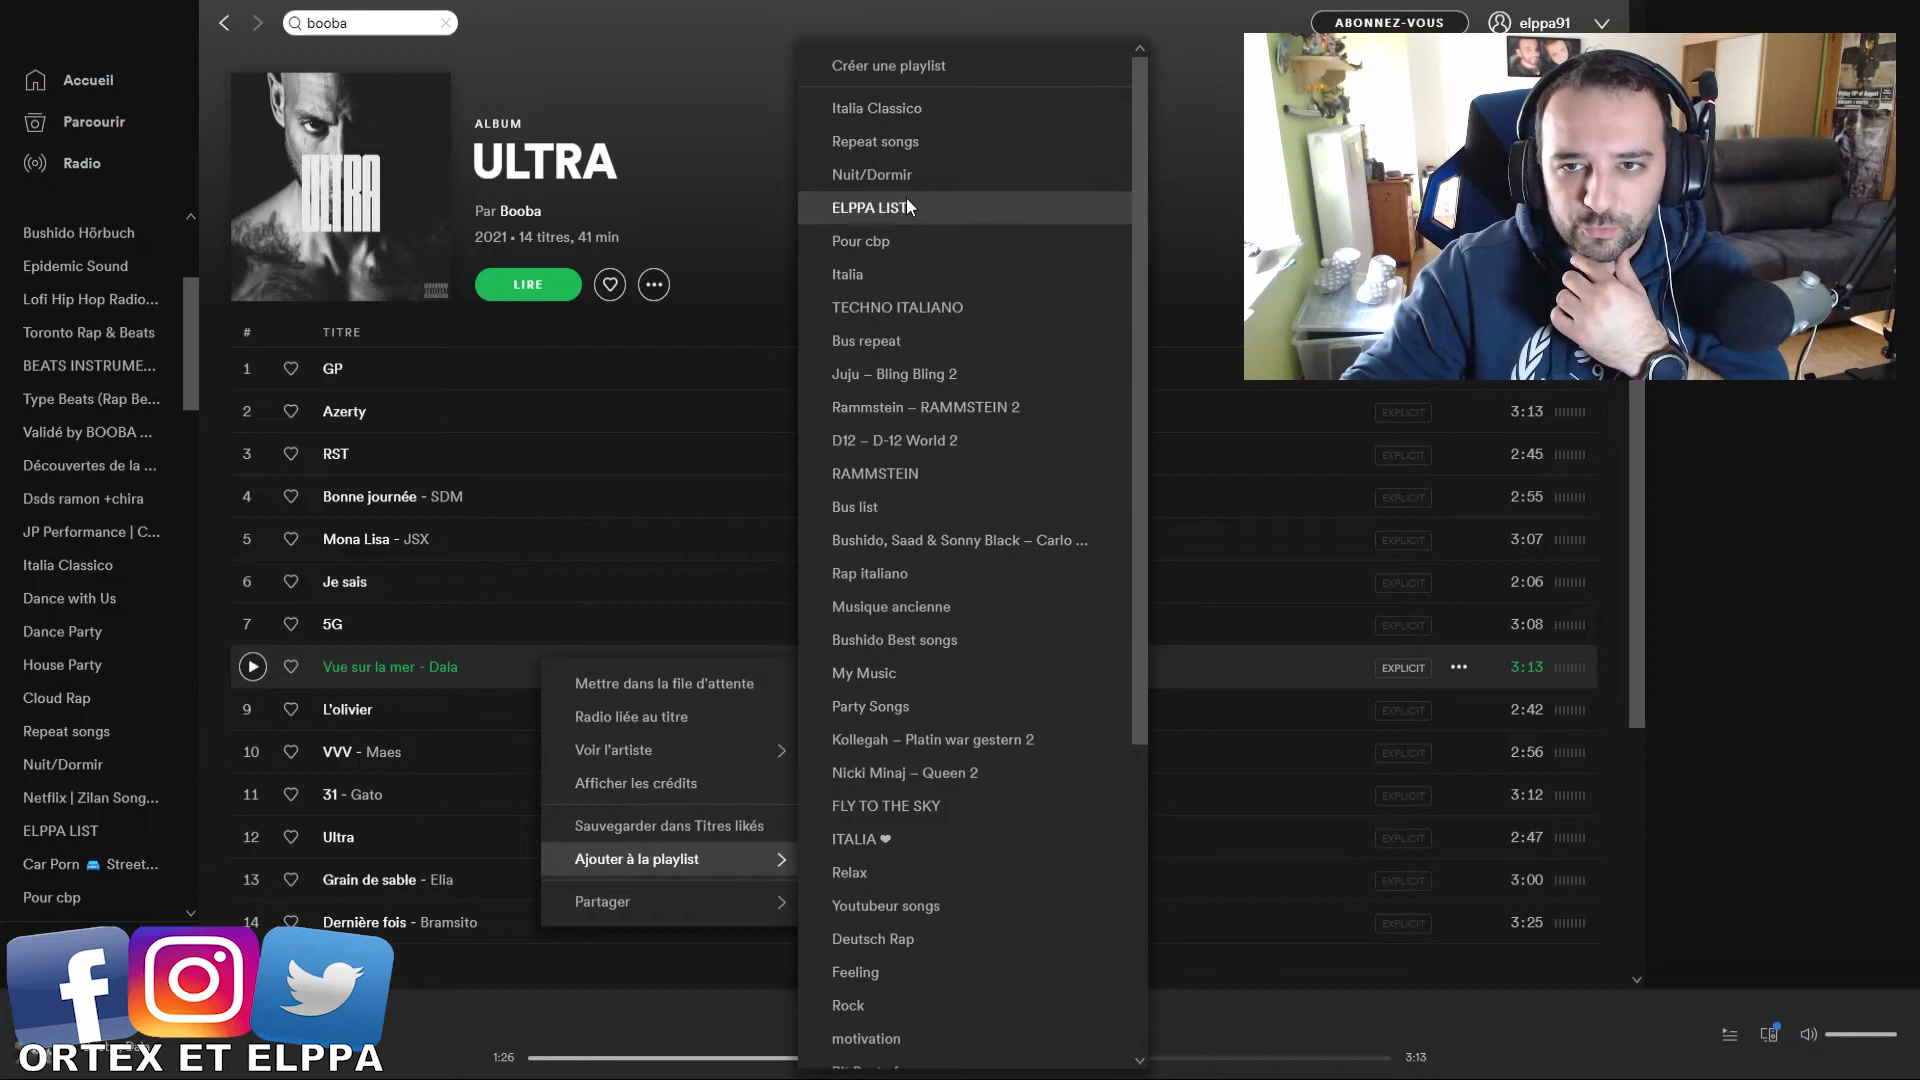 booba
ABONNEZ-VOUS
elppa91
Accueil
Parcourir
Radio
Bushido Hörbuch
Epidemic Sound
Lofi Hip Hop Radio...
Toronto Rap & Beats
BEATS INSTRUME...
Type Beats (Rap Be...
Validé by BOOBA ...
Découvertes de la ...
Dsds ramon +chira
JP Performance | C...
Italia Classico
Dance with Us
Dance Party
House Party
Cloud Rap
Repeat songs
Nuit/Dormir
Netflix | Zilan Song...
ELPPA LIST
Car Porn 🚘 Street...
Pour cbp
ULTRA
ALBUM
ULTRA
Par Booba
2021 • 14 titres, 41 min
LIRE
# TITRE
1 GP
2 Azerty EXPLICIT 3:13
3 RST EXPLICIT 2:45
4 Bonne journée - SDM EXPLICIT 2:55
5 Mona Lisa - JSX EXPLICIT 3:07
6 Je sais EXPLICIT 2:06
7 5G EXPLICIT 3:08
Vue sur la mer - Dala EXPLICIT 3:13
9 L'olivier EXPLICIT 2:42
10 VVV - Maes EXPLICIT 2:56
11 31 - Gato EXPLICIT 3:12
12 Ultra EXPLICIT 2:47
13 Grain de sable - Elia EXPLICIT 3:00
14 Dernière fois - Bramsito EXPLICIT 3:25
Mettre dans la file d'attente
Radio liée au titre
Voir l'artiste
Afficher les crédits
Sauvegarder dans Titres likés
Ajouter à la playlist
Partager
Créer une playlist
Italia Classico
Repeat songs
Nuit/Dormir
ELPPA LIST
Pour cbp
Italia
TECHNO ITALIANO
Bus repeat
Juju – Bling Bling 2
Rammstein – RAMMSTEIN 2
D12 – D-12 World 2
RAMMSTEIN
Bus list
Bushido, Saad & Sonny Black – Carlo ...
Rap italiano
Musique ancienne
Bushido Best songs
My Music
Party Songs
Kollegah – Platin war gestern 2
Nicki Minaj – Queen 2
FLY TO THE SKY
ITALIA ❤
Relax
Youtubeur songs
Deutsch Rap
Feeling
Rock
motivation
ORTEX ET ELPPA
1:26
3:13